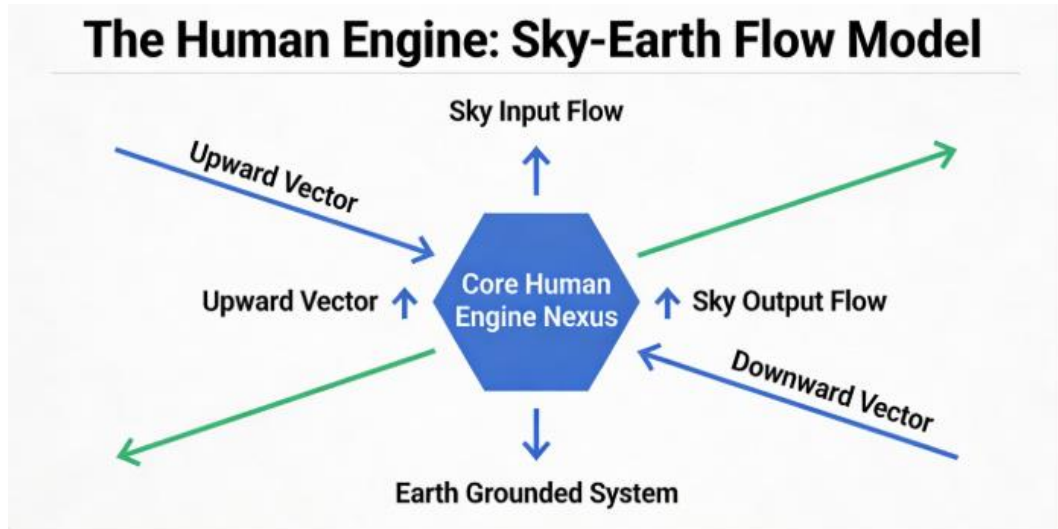 The Human Engine: Sky-Earth Flow Model
Sky Input Flow
Upward Vector
Core Human
Engine Nexus
Upward Vector
Sky Output Flow
Downward Vector
Earth Grounded System